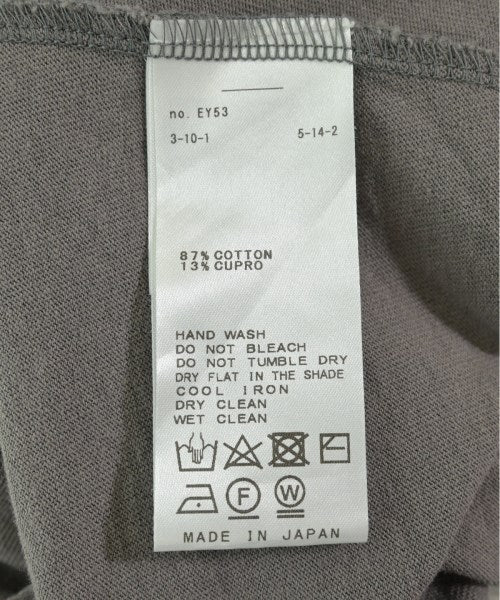 no. EY53
3-10-1 5-14-2
87% COTTON
13% CUPRO
HAND WASH
DO NOT BLEACH
DO NOT TUMBLE DRY
DRY FLAT IN THE SHADE
COOL IRON
DRY CLEAN
WET CLEAN
F W
MADE IN JAPAN